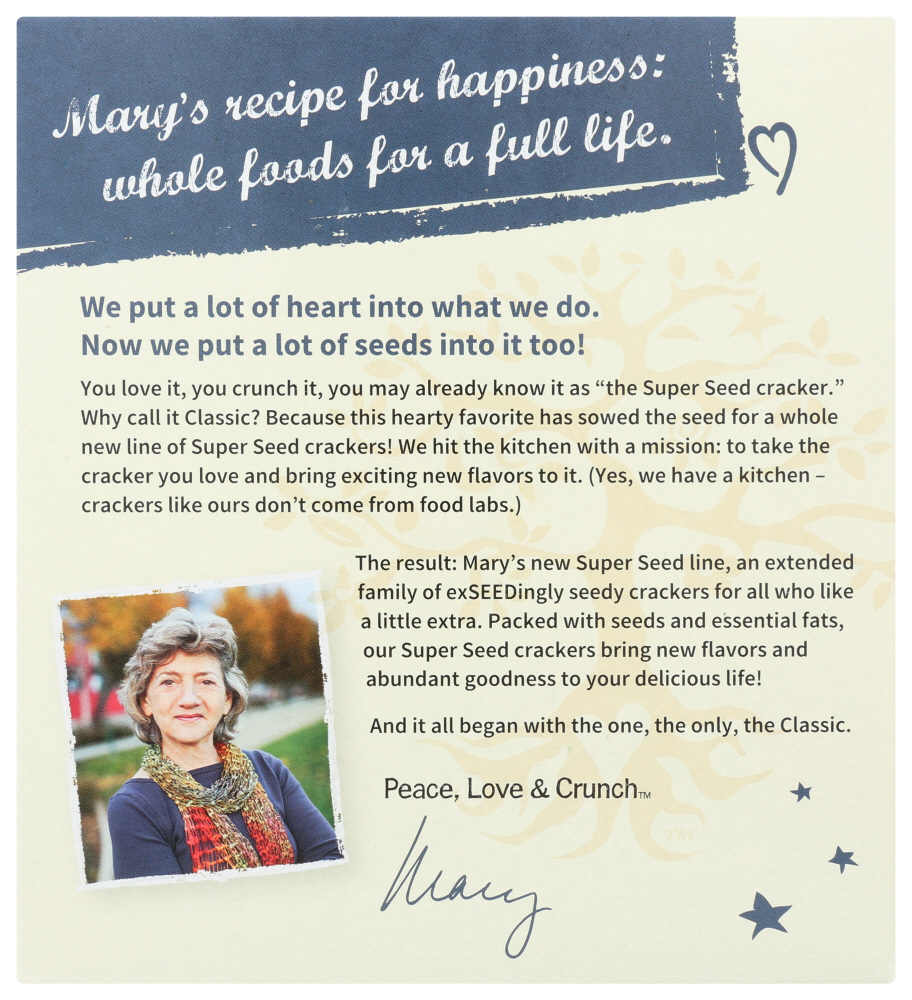 Mary's recipe for happiness:
whole foods for a full life.
We put a lot of heart into what we do.
Now we put a lot of seeds into it too!
You love it, you crunch it, you may already know it as “the Super Seed cracker.”
Why call it Classic? Because this hearty favorite has sowed the seed for a whole
new line of Super Seed crackers! We hit the kitchen with a mission: to take the
cracker you love and bring exciting new flavors to it. (Yes, we have a kitchen –
crackers like ours don’t come from food labs.)
The result: Mary’s new Super Seed line, an extended
family of exSEEDingly seedy crackers for all who like
a little extra. Packed with seeds and essential fats,
our Super Seed crackers bring new flavors and
abundant goodness to your delicious life!
And it all began with the one, the only, the Classic.
Peace, Love & Crunch™
Mary